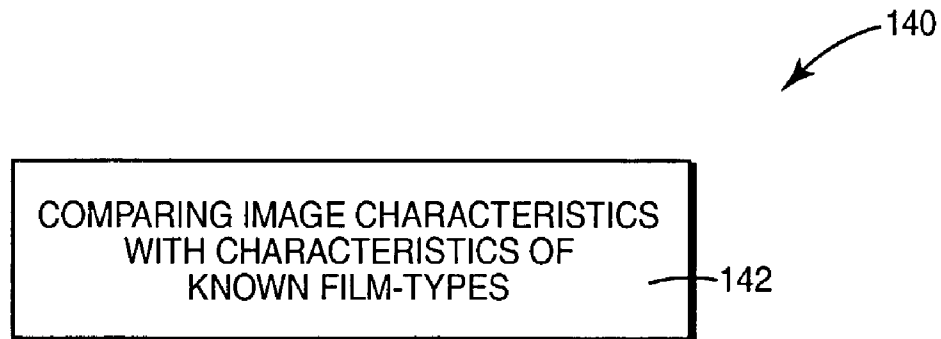 140
COMPARING IMAGE CHARACTERISTICS
WITH CHARACTERISTICS OF
KNOWN FILM-TYPES
142